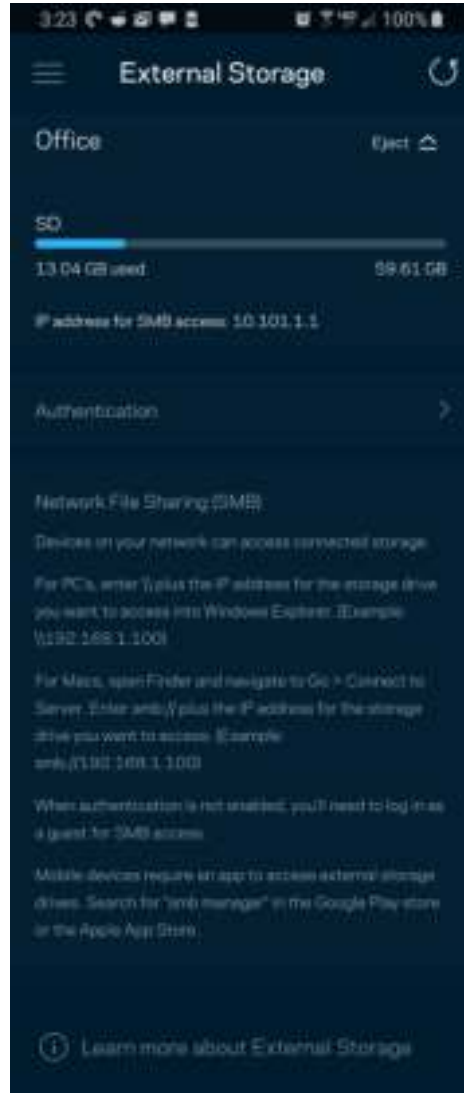 3:23
100%
External Storage
Office
Eject
SD
13.04 GB used
59.61 GB
IP address for SMB access: 10.101.1.1
Authentication
Network File Sharing (SMB)
Devices on your network can access connected storage.
For PC's, enter \\ plus the IP address for the storage drive
you want to access into Windows Explorer. (Example:
\\192.168.1.100)
For Macs, open Finder and navigate to Go > Connect to
Server. Enter smb:// plus the IP address for the storage
drive you want to access. (Example:
smb://192.168.1.100)
When authentication is not enabled, you'll need to log in as
a guest for SMB access.
Mobile devices require an app to access external storage
drives. Search for "smb manager" in the Google Play store
or the Apple App Store.
Learn more about External Storage